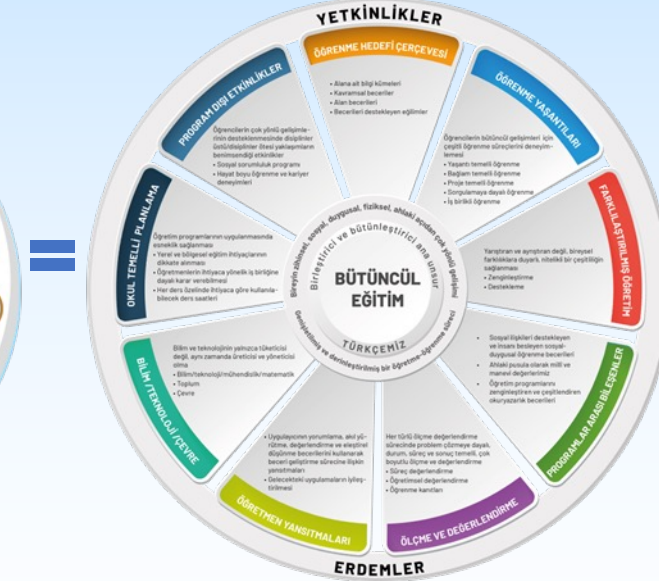 YETKİNLİKLER
ÖĞRENME HEDEFİ ÇERÇEVESİ
• Alana ait bilgi kümeleri
• Kavramsal beceriler
• Alan becerileri
• Becerileri destekleyen eğilimler
ÖĞRENME YAŞANTILARI
Öğrencilerin bütüncül gelişimleri için
çeşitli öğrenme süreçlerini deneyim-
lemesi
• Yaşantı temelli öğrenme
• Bağlam temelli öğrenme
• Proje temelli öğrenme
• Sorgulamaya dayalı öğrenme
• İş birlikli öğrenme
FARKLILAŞTIRILMIŞ ÖĞRETİM
Yarıştıran ve ayrıştıran değil, bireysel
farklılıklara duyarlı, nitelikli bir çeşitliliğin
sağlanması
• Zenginleştirme
• Destekleme
PROGRAMLAR ARASI BİLEŞENLER
• Sosyal ilişkileri destekleyen
ve insanı besleyen sosyal-
duygusal öğrenme becerileri
• Ahlaki pusula olarak millî ve
manevi değerlerimiz
• Öğretim programlarını
zenginleştiren ve çeşitlendiren
okuryazarlık becerileri
ÖLÇME VE DEĞERLENDİRME
Her türlü ölçme değerlendirme
sürecinde problem çözmeye dayalı,
durum, süreç ve sonuç temelli, çok
boyutlu ölçme ve değerlendirme
• Süreç değerlendirme
• Öğretimsel değerlendirme
• Öğrenme kanıtları
ÖĞRETMEN YANSITMALARI
• Uygulayıcının yorumlama, akıl yü-
rütme, değerlendirme ve eleştirel
düşünme becerilerini kullanarak
beceri geliştirme sürecine ilişkin
yansıtmaları
• Gelecekteki uygulamaların iyileş-
tirilmesi
BİLİM /TEKNOLOJİ /ÇEVRE
Bilim ve teknolojinin yalnızca tüketicisi
değil, aynı zamanda üreticisi ve yöneticisi
olma
• Bilim/teknoloji/mühendislik/matematik
• Toplum
• Çevre
OKUL TEMELLİ PLANLAMA
Öğretim programlarının uygulanmasında
esneklik sağlanması
• Yerel ve bölgesel eğitim ihtiyaçlarının
dikkate alınması
• Öğretmenlerin ihtiyaca yönelik iş birliğine
dayalı karar verebilmesi
• Her ders özelinde ihtiyaca göre kullanıla-
bilecek ders saatleri
PROGRAM DIŞI ETKİNLİKLER
Öğrencilerin çok yönlü gelişimle-
rinin desteklenmesinde disiplinler
üstü/disiplinler ötesi yaklaşımların
benimsendiği etkinlikler
• Sosyal sorumluluk programı
• Hayat boyu öğrenme ve kariyer
deneyimleri
Bireyin zihinsel, sosyal, duygusal, fiziksel, ahlaki açıdan çok yönlü gelişimi
Birleştirici ve bütünleştirici ana unsur
BÜTÜNCÜL
EĞİTİM
TÜRKÇEMİZ
Genişletilmiş ve derinleştirilmiş bir öğretme-öğrenme süreci
ERDEMLER